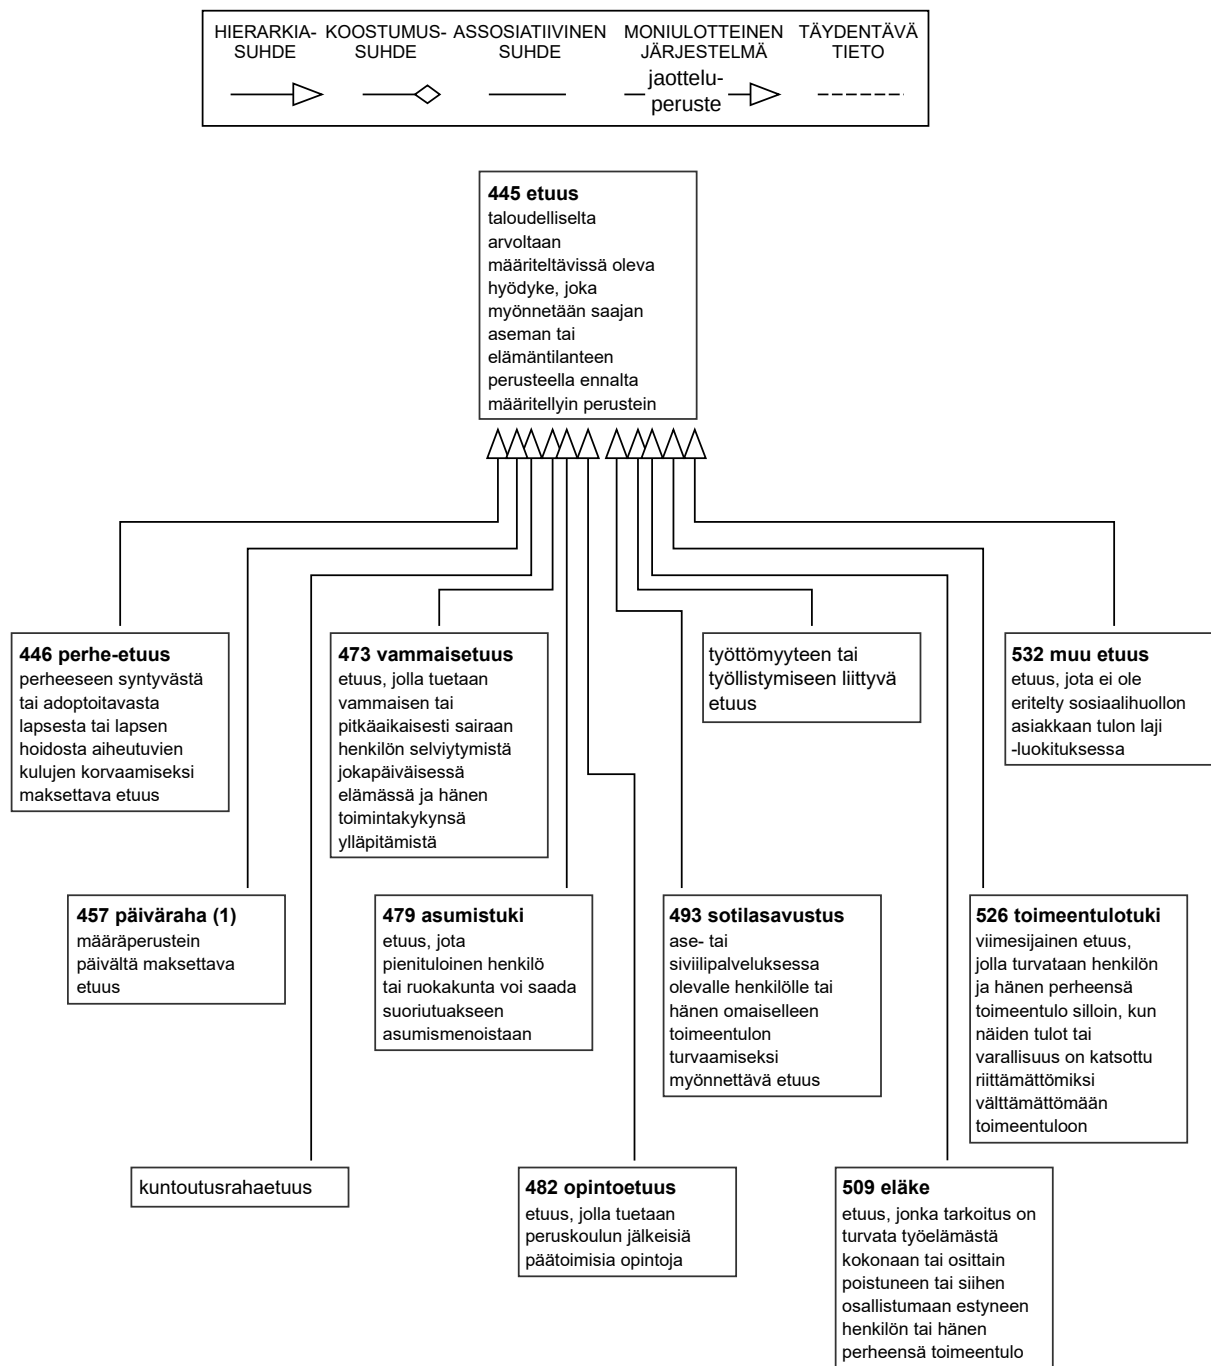 HIERARKIA-
SUHDE
KOOSTUMUS-
SUHDE
ASSOSIATIIVINEN
SUHDE
MONIULOTTEINEN
JÄRJESTELMÄ
jaottelu-
peruste
TÄYDENTÄVÄ
TIETO
445 etuus
taloudelliselta
arvoltaan
määriteltävissä oleva
hyödyke, joka
myönnetään saajan
aseman tai
elämäntilanteen
perusteella ennalta
määritellyin perustein
446 perhe-etuus
perheeseen syntyvästä
tai adoptoitavasta
lapsesta tai lapsen
hoidosta aiheutuvien
kulujen korvaamiseksi
maksettava etuus
473 vammaisetuus
etuus, jolla tuetaan
vammaisen tai
pitkäaikaisesti sairaan
henkilön selviytymistä
jokapäiväisessä
elämässä ja hänen
toimintakykynsä
ylläpitämistä
työttömyyteen tai
työllistymiseen liittyvä
etuus
532 muu etuus
etuus, jota ei ole
eritelty sosiaalihuollon
asiakkaan tulon laji
-luokituksessa
457 päiväraha (1)
määräperustein
päivältä maksettava
etuus
479 asumistuki
etuus, jota
pienituloinen henkilö
tai ruokakunta voi saada
suoriutuakseen
asumismenoistaan
493 sotilasavustus
ase- tai
siviilipalveluksessa
olevalle henkilölle tai
hänen omaiselleen
toimeentulon
turvaamiseksi
myönnettävä etuus
526 toimeentulotuki
viimesijainen etuus,
jolla turvataan henkilön
ja hänen perheensä
toimeentulo silloin, kun
näiden tulot tai
varallisuus on katsottu
riittämättömiksi
välttämättömään
toimeentuloon
kuntoutusrahaetuus
482 opintoetuus
etuus, jolla tuetaan
peruskoulun jälkeisiä
päätoimisia opintoja
509 eläke
etuus, jonka tarkoitus on
turvata työelämästä
kokonaan tai osittain
poistuneen tai siihen
osallistumaan estyneen
henkilön tai hänen
perheensä toimeentulo